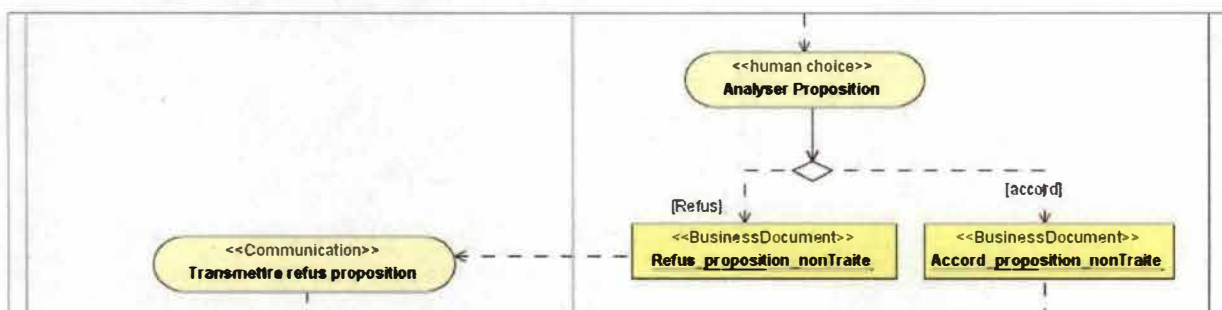 <<human choice>>
Analyser Proposition
[Refus]
[accord]
<<BusinessDocument>>
Refus_proposition_nonTraite
<<BusinessDocument>>
Accord_proposition_nonTraite
<<Communication>>
Transmettre refus proposition